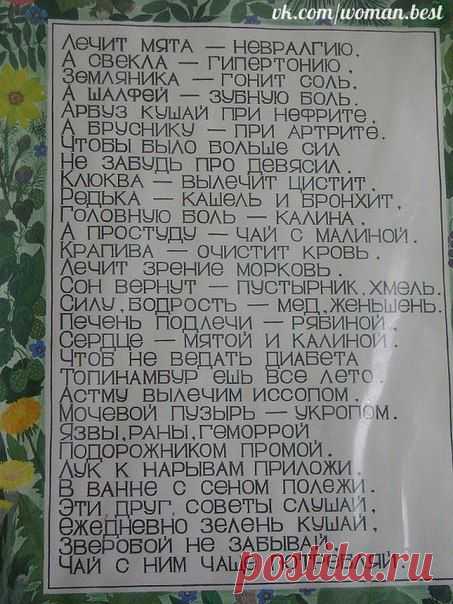 vk.com/woman.best
Лечит мята — невралгию.
А свекла — гипертонию.
Земляника — гонит соль.
А шалфей — зубную боль.
Арбуз кушай при нефрите.
А бруснику — при артрите.
Чтобы было больше сил
Не забудь про девясил.
Клюква — вылечит цистит.
Редька — кашель и бронхит.
Головную боль — калина.
А простуду — чай с малиной.
Крапива — очистит кровь.
Лечит зрение морковь.
Сон вернут — пустырник, хмель.
Силу, бодрость — мед, женьшень.
Печень подлечи — рябиной.
Сердце — мятой и калиной.
Чтоб не ведать диабета
Топинамбур ешь все лето.
Астму вылечим иссопом.
Мочевой пузырь — укропом.
Язвы, раны, геморрой
Подорожником промой.
Лук к нарывам приложи.
В ванне с сеном полежи.
Эти друг, советы слушай,
Ежедневно зелень кушай,
Зверобой не забывай,
Чай с ним чаще
postila.ru